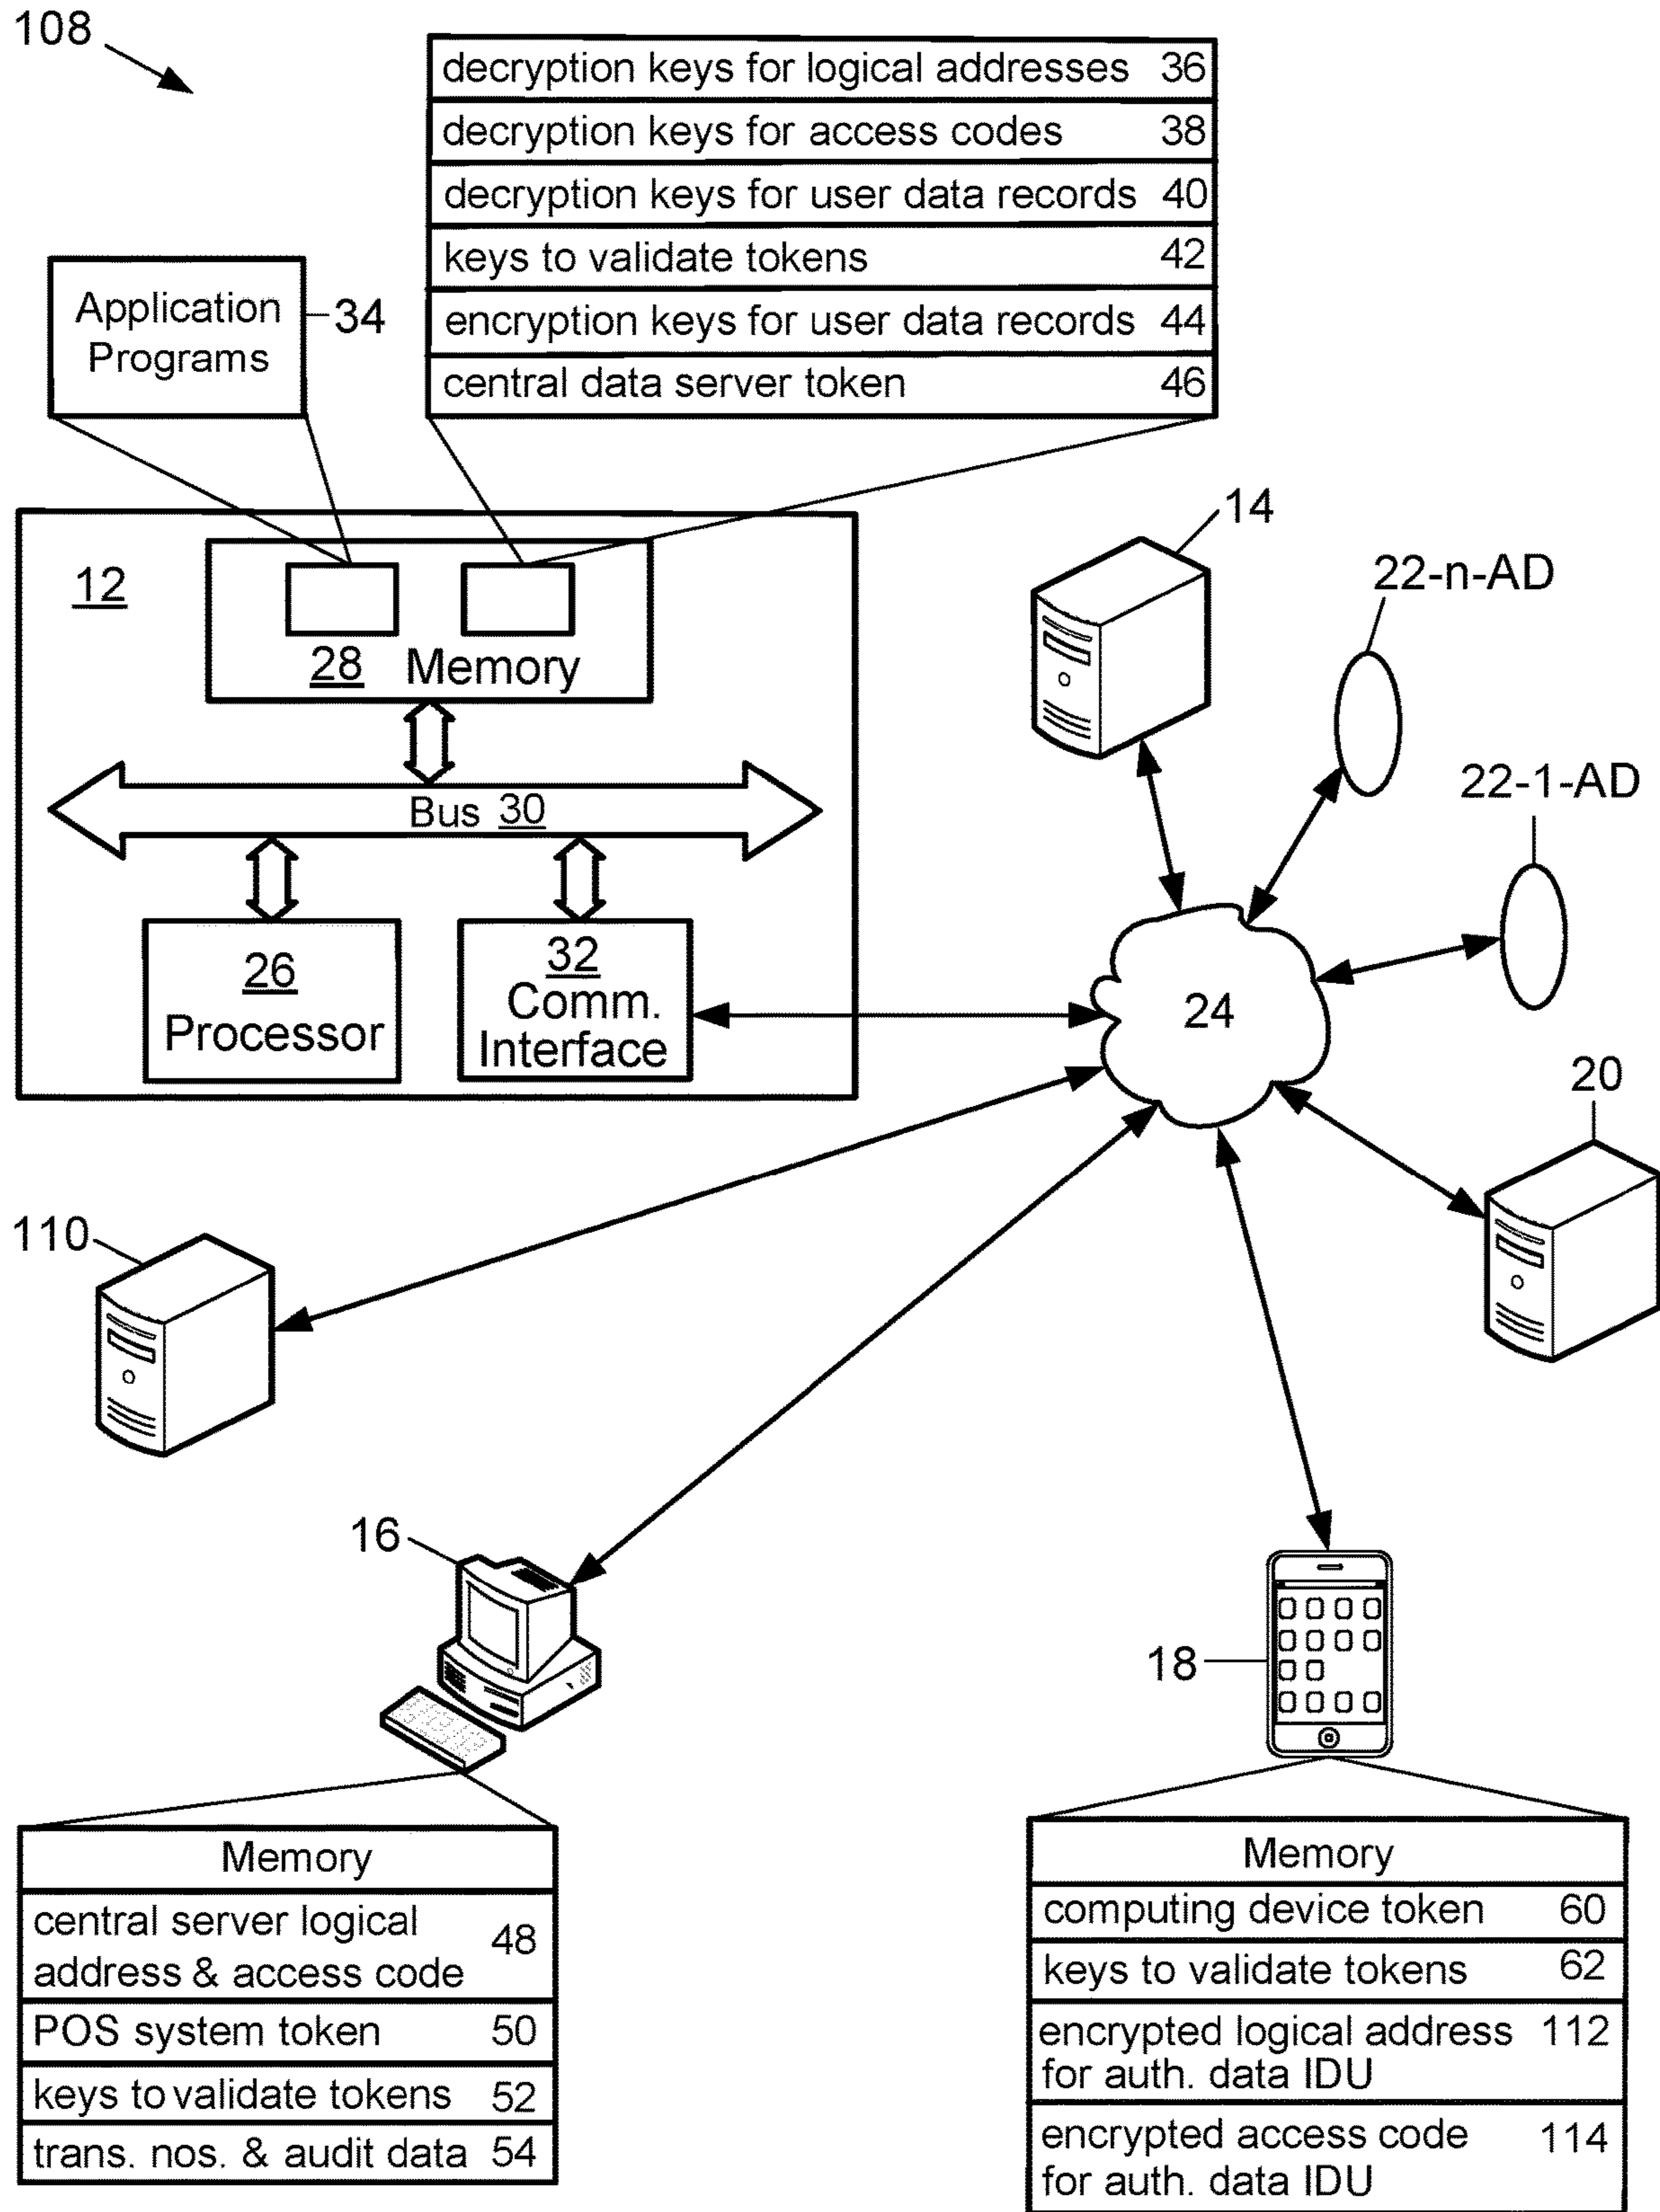 108
decryption keys for logical addresses 36
decryption keys for access codes 38
decryption keys for user data records 40
keys to validate tokens 42
encryption keys for user data records 44
central data server token 46
Application
Programs
34
12
28 Memory
Bus 30
26
Processor
32
Comm.
Interface
14
22-n-AD
22-1-AD
24
20
110
16
18
Memory
central server logical
address & access code 48
POS system token 50
keys to validate tokens 52
trans. nos. & audit data 54
Memory
computing device token 60
keys to validate tokens 62
encrypted logical address 112
for auth. data IDU
encrypted access code 114
for auth. data IDU